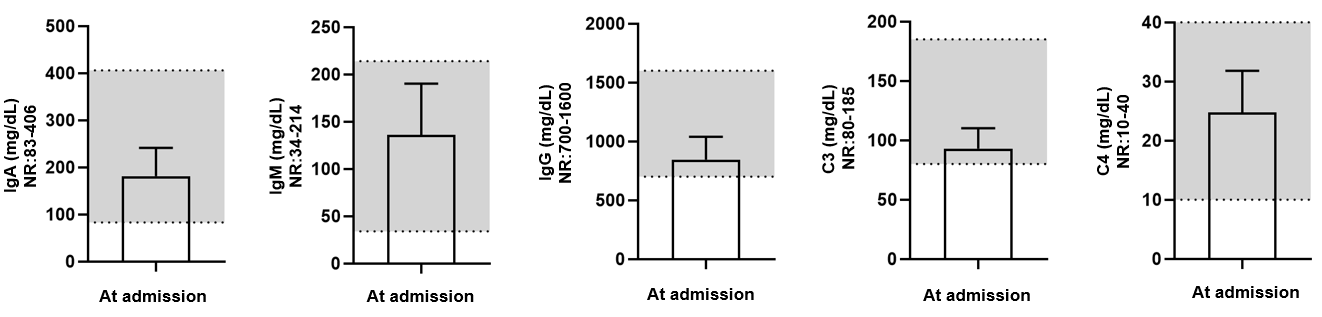 IgA (mg/dL)
NR:83-406
500
400
300
200
100
0
At admission
IgM (mg/dL)
NR:34-214
250
200
150
100
50
0
At admission
IgG (mg/dL)
NR:700-1600
2000
1500
1000
500
0
At admission
C3 (mg/dL)
NR:80-185
200
150
100
50
0
At admission
C4 (mg/dL)
NR:10-40
40
30
20
10
0
At admission